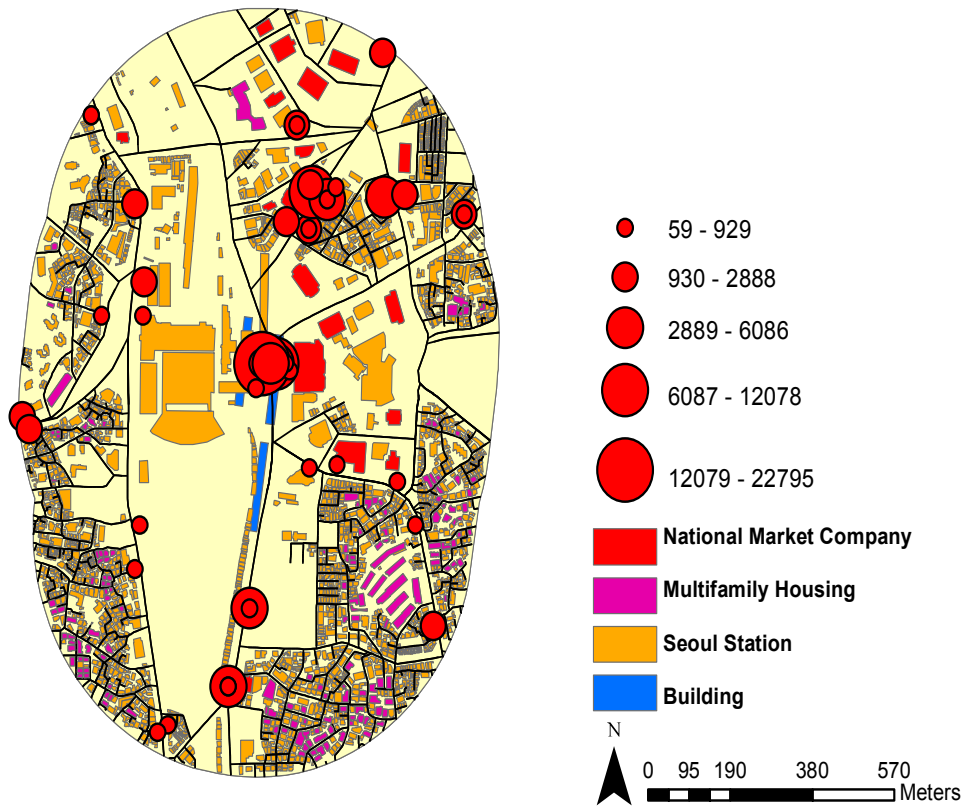 59 - 929
930 - 2888
2889 - 6086
6087 - 12078
12079 - 22795
National Market Company
Multifamily Housing
Seoul Station
Building
N
0 95 190 380 570
Meters